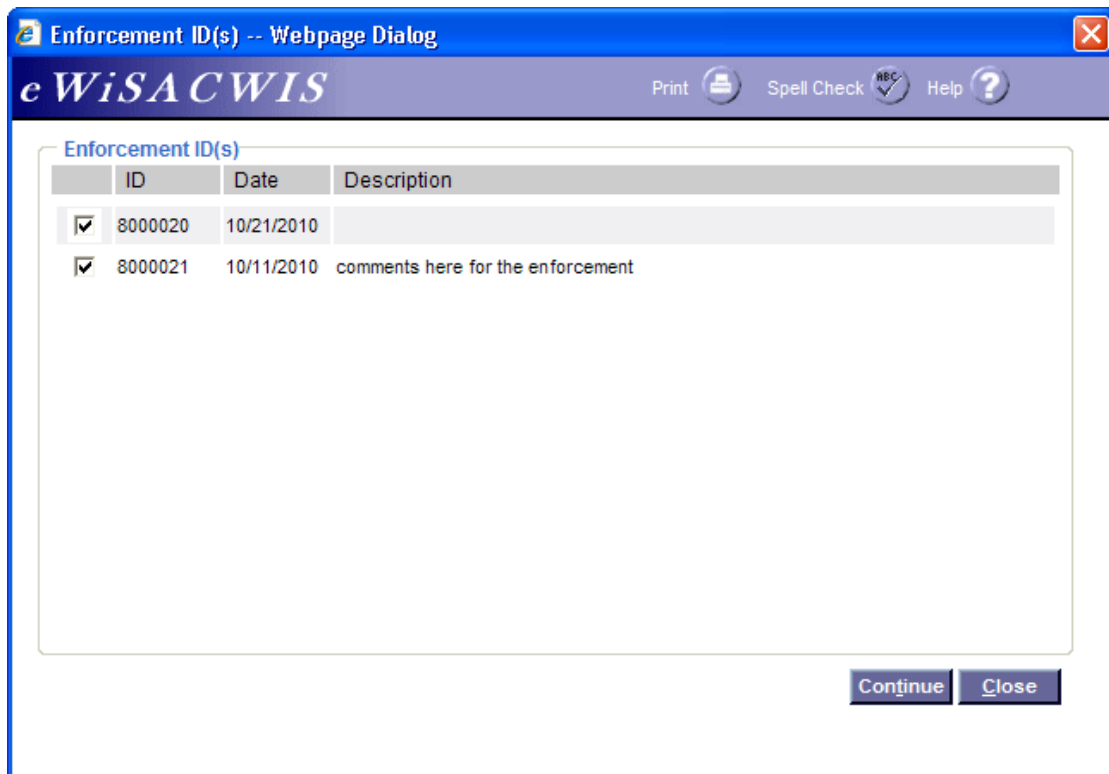 Enforcement ID(s) -- Webpage Dialog
e WiSACWIS Print ABC Spell Check Help ?
Enforcement ID(s)
ID Date Description
8000020 10/21/2010
8000021 10/11/2010 comments here for the enforcement
Continue Close